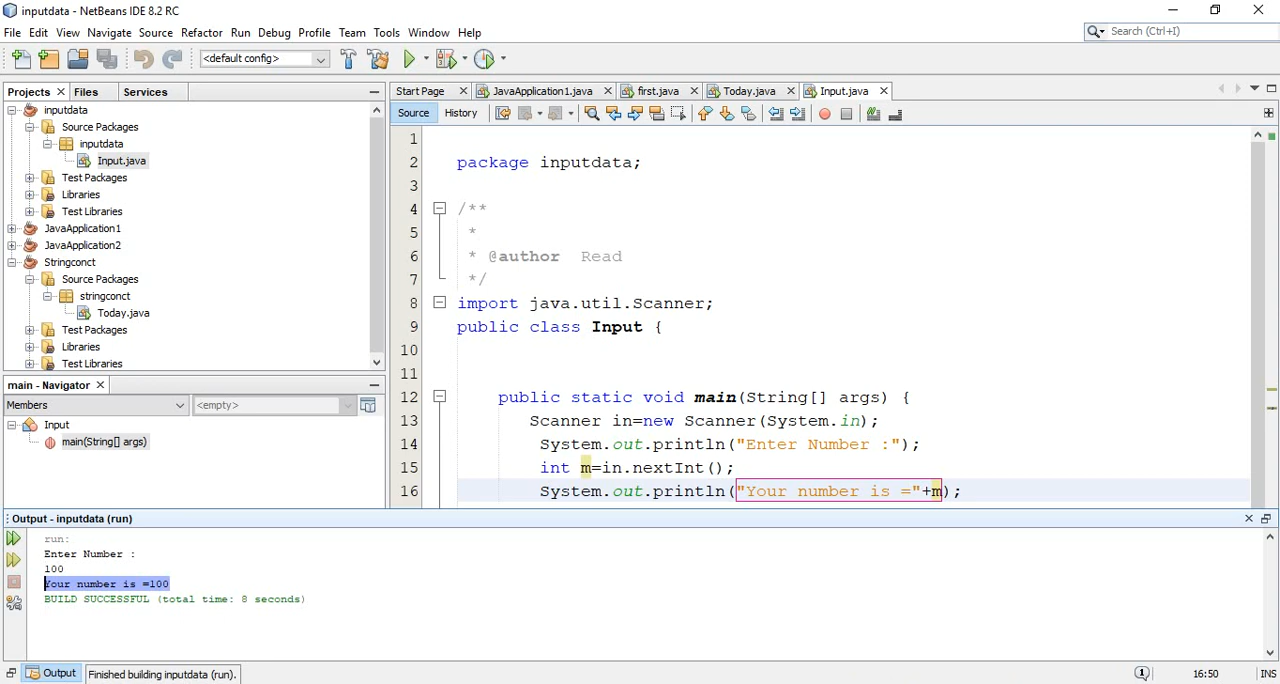 inputdata - NetBeans IDE 8.2 RC
File Edit View Navigate Source Refactor Run Debug Profile Team Tools Window Help
Search (Ctrl+I)
<default config>
Projects Files Services
Start Page JavaApplication1.java first.java Today.java Input.java
Source History
inputdata
Source Packages
inputdata
Input.java
Test Packages
Libraries
Test Libraries
JavaApplication1
JavaApplication2
Stringconct
Source Packages
stringconct
Today.java
Test Packages
Libraries
Test Libraries
main - Navigator
Members <empty>
Input
main(String[] args)
1
2 package inputdata;
3
4 /**
5 *
6 * @author Read
7 */
8 import java.util.Scanner;
9 public class Input {
10
11
12 public static void main(String[] args) {
13 Scanner in=new Scanner(System.in);
14 System.out.println("Enter Number :");
15 int m=in.nextInt();
16 System.out.println("Your number is ="+m);
Output - inputdata (run)
run:
Enter Number :
100
Your number is =100
BUILD SUCCESSFUL (total time: 8 seconds)
Output Finished building inputdata (run). 1 16:50 INS